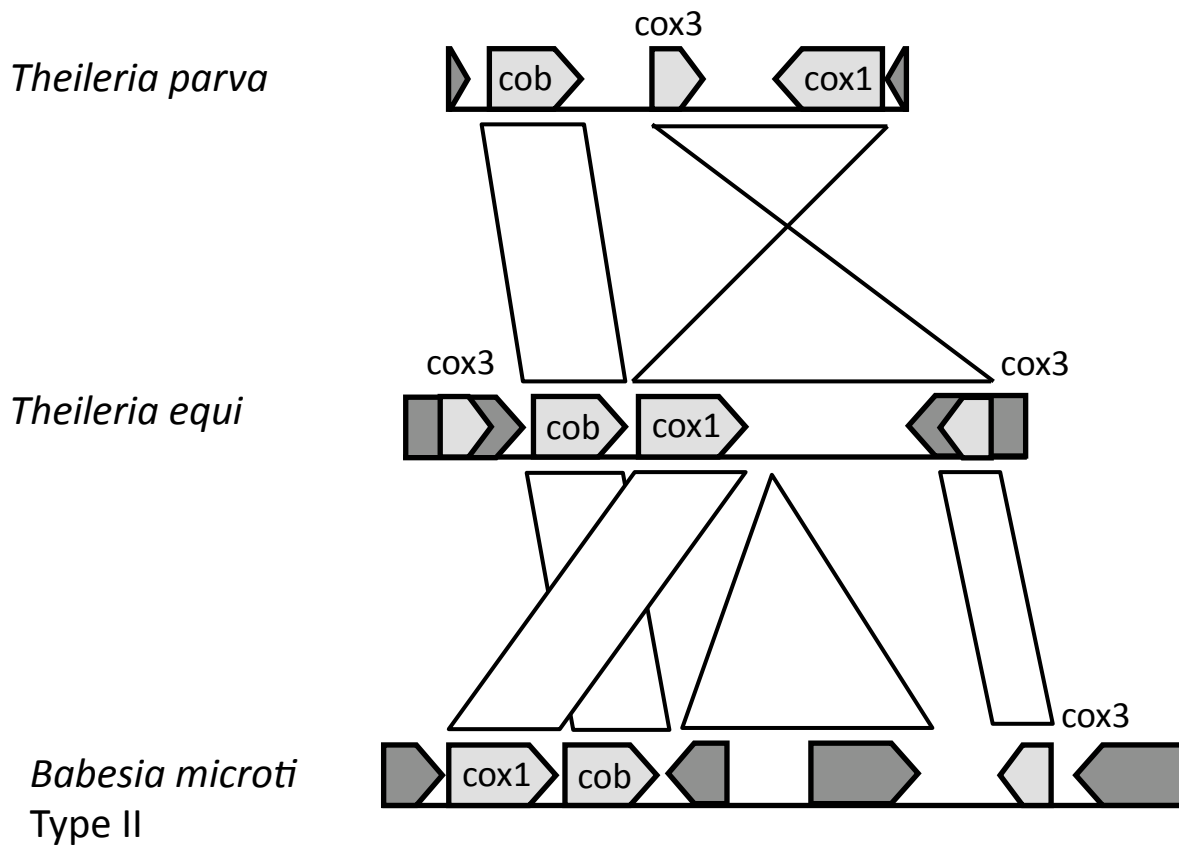 cox3
Theileria parva
cob
cox1
cox3
cox3
Theileria equi
cob
cox1
cox3
Babesia microti
cox1
cob
Type II